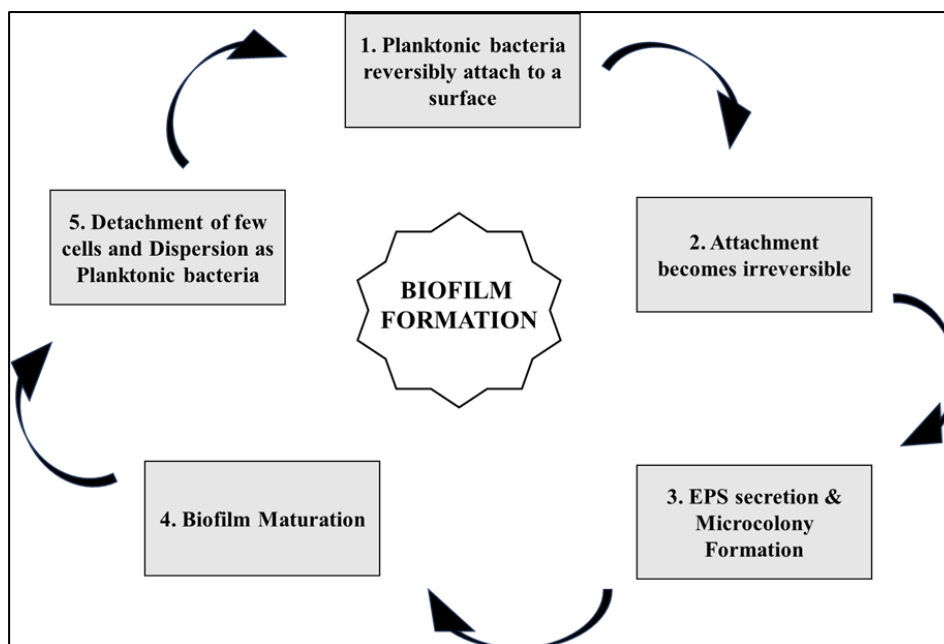 1. Planktonic bacteria
reversibly attach to a
surface
2. Attachment
becomes irreversible
3. EPS secretion &
Microcolony
Formation
4. Biofilm Maturation
5. Detachment of few
cells and Dispersion as
Planktonic bacteria
BIOFILM
FORMATION